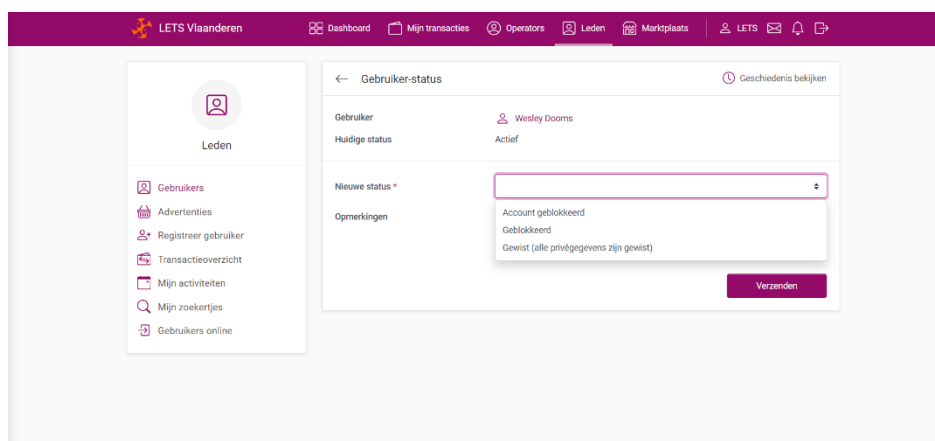 LETS Vlaanderen Dashboard Mijn transacties Operators Leden Marktplaats LETS
Leden
Gebruikers
Advertenties
Registreer gebruiker
Transactieoverzicht
Mijn activiteiten
Mijn zoekertjes
Gebruikers online
Gebruiker-status Geschiedenis bekijken
Gebruiker Wesley Dooms
Huidige status Actief
Nieuwe status *
Opmerkingen
Account geblokkeerd
Geblokkeerd
Gewist (alle privégegevens zijn gewist)
Verzenden